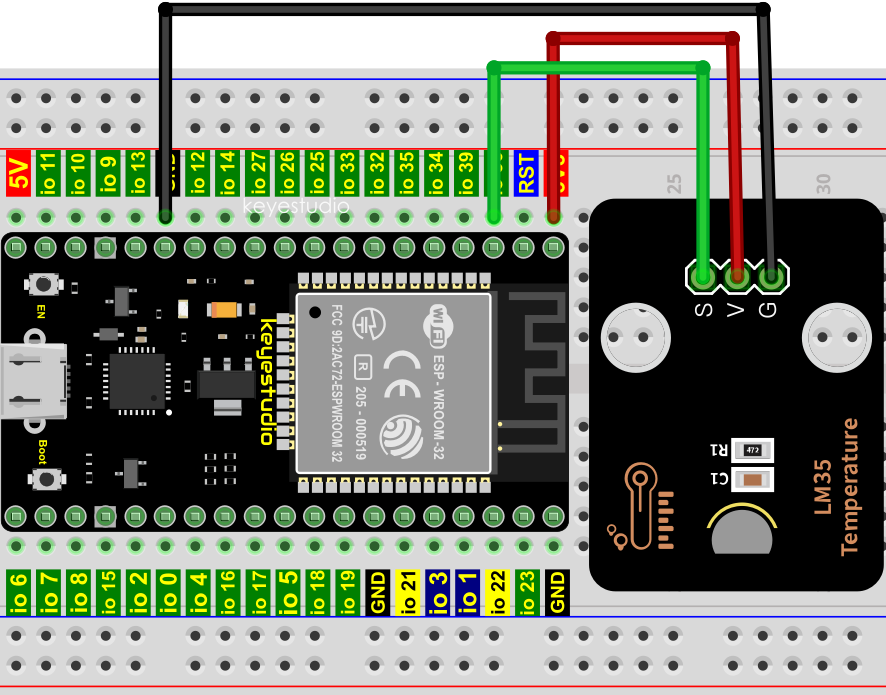 5V
io 11
io 10
io 9
io 13
GND
io 12
io 14
io 27
io 26
io 25
io 33
io 32
io 35
io 34
io 39
RST
3V3
25
30
keyestudio
EN
Boot
keyestudio
FCC 9D:2AC72-ESPWROOM 32
R
205 - 000519
CE
WiFi
ESP - WROOM -32
S
V
G
R1
472
C1
LM35
Temperature
io 6
io 7
io 8
io 15
io 2
io 0
io 4
io 16
io 17
io 5
io 18
io 19
GND
io 21
io 3
io 1
io 22
io 23
GND